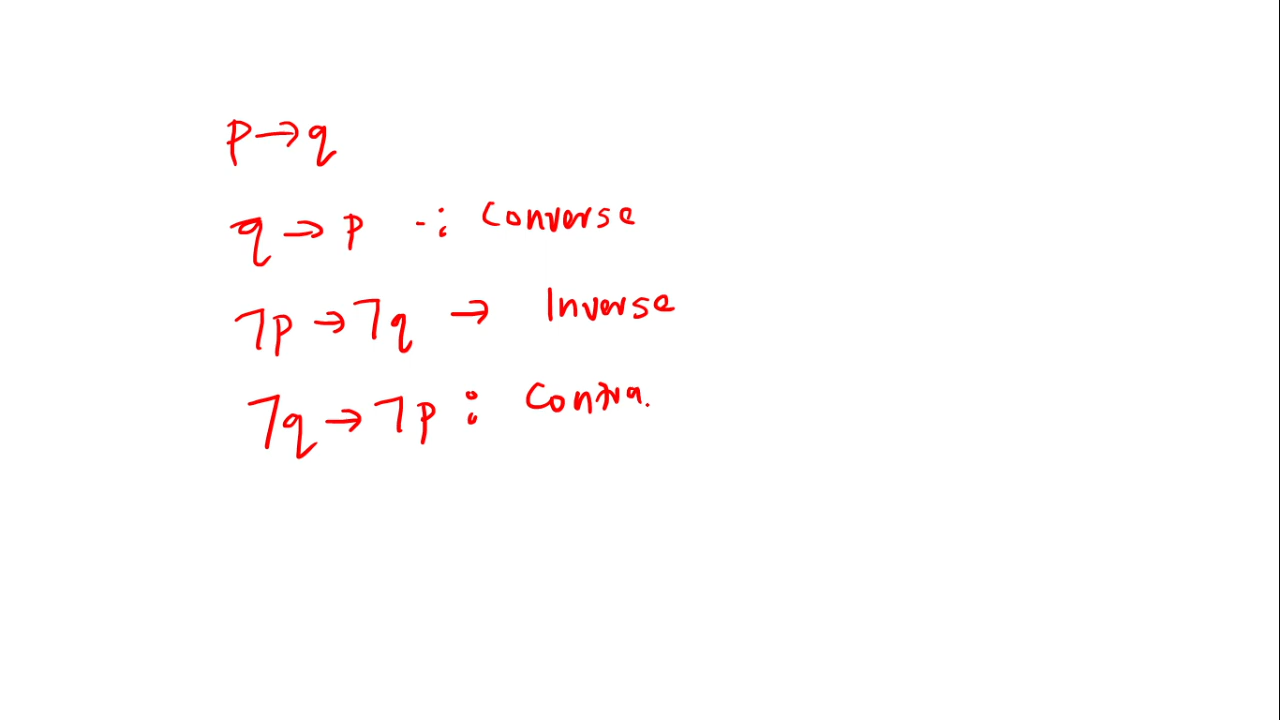 p → q
q → p -: Converse
¬p → ¬q → Inverse
¬q → ¬p : Contra.